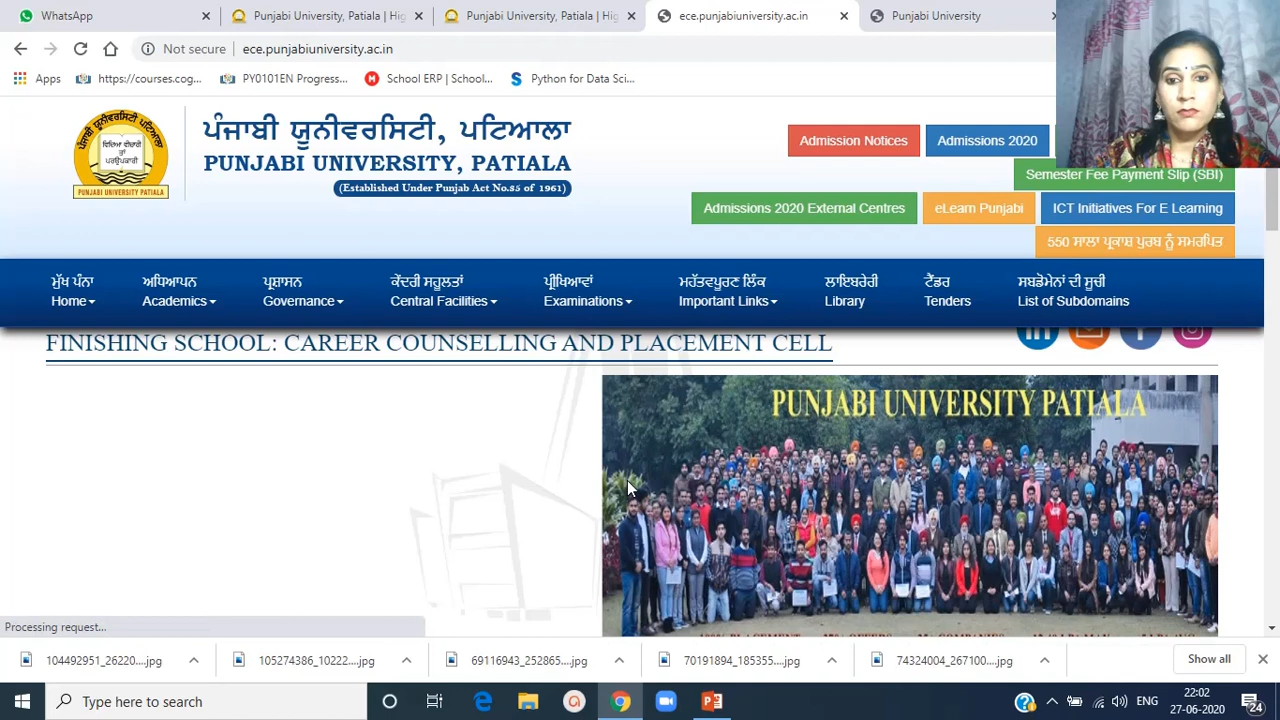 WhatsApp
Punjabi University, Patiala | Hig
Punjabi University, Patiala | Hig
ece.punjabiuniversity.ac.in
Punjabi University
Not secure
ece.punjabiuniversity.ac.in
Apps
https://courses.cog...
PY0101EN Progress...
School ERP | School...
Python for Data Sci...
ਵਿਦਿਆ ਵੀਚਾਰੀ
ਤਾਂ
ਪਰਉਪਕਾਰੀ
PUNJABI UNIVERSITY PATIALA
ਪੰਜਾਬੀ ਯੂਨੀਵਰਸਿਟੀ, ਪਟਿਆਲਾ
PUNJABI UNIVERSITY, PATIALA
(Established Under Punjab Act No.35 of 1961)
Admission Notices
Admissions 2020
Semester Fee Payment Slip (SBI)
Admissions 2020 External Centres
eLearn Punjabi
ICT Initiatives For E Learning
550 ਸਾਲਾ ਪ੍ਰਕਾਸ਼ ਪੁਰਬ ਨੂੰ ਸਮਰਪਿਤ
ਮੁੱਖ ਪੰਨਾ
Home
ਅਧਿਆਪਨ
Academics
ਪ੍ਰਸ਼ਾਸਨ
Governance
ਕੇਂਦਰੀ ਸਹੂਲਤਾਂ
Central Facilities
ਪ੍ਰੀਖਿਆਵਾਂ
Examinations
ਮਹੱਤਵਪੂਰਣ ਲਿੰਕ
Important Links
ਲਾਇਬਰੇਰੀ
Library
ਟੈਂਡਰ
Tenders
ਸਬਡੋਮੇਨਾਂ ਦੀ ਸੂਚੀ
List of Subdomains
FINISHING SCHOOL: CAREER COUNSELLING AND PLACEMENT CELL
PUNJABI UNIVERSITY PATIALA
Processing request...
104492951_26220....jpg
105274386_10222....jpg
69116943_252865....jpg
70191894_185355....jpg
74324004_267100....jpg
Show all
Type here to search
ENG
22:02
27-06-2020
24